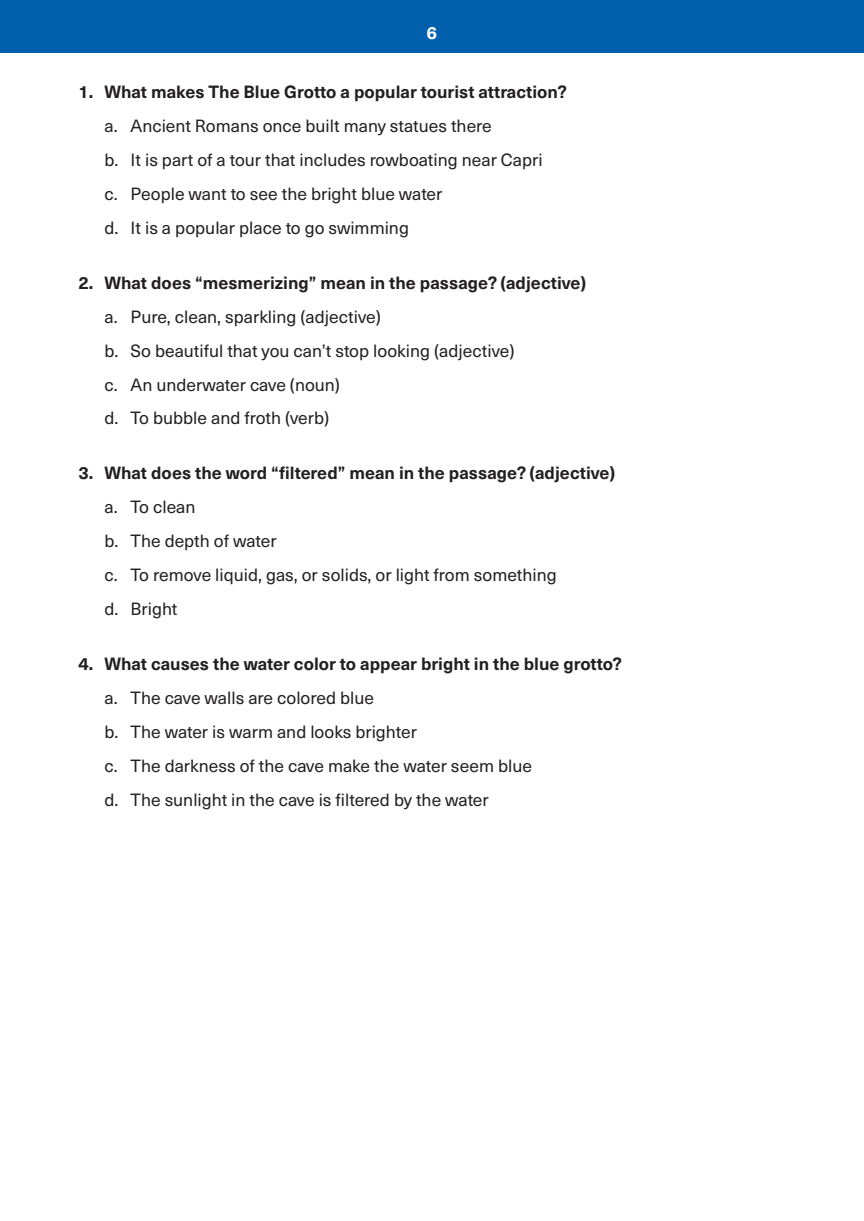 6
1. What makes The Blue Grotto a popular tourist attraction?
a. Ancient Romans once built many statues there
b. It is part of a tour that includes rowboating near Capri
c. People want to see the bright blue water
d. It is a popular place to go swimming
2. What does “mesmerizing” mean in the passage? (adjective)
a. Pure, clean, sparkling (adjective)
b. So beautiful that you can’t stop looking (adjective)
c. An underwater cave (noun)
d. To bubble and froth (verb)
3. What does the word “filtered” mean in the passage? (adjective)
a. To clean
b. The depth of water
c. To remove liquid, gas, or solids, or light from something
d. Bright
4. What causes the water color to appear bright in the blue grotto?
a. The cave walls are colored blue
b. The water is warm and looks brighter
c. The darkness of the cave make the water seem blue
d. The sunlight in the cave is filtered by the water